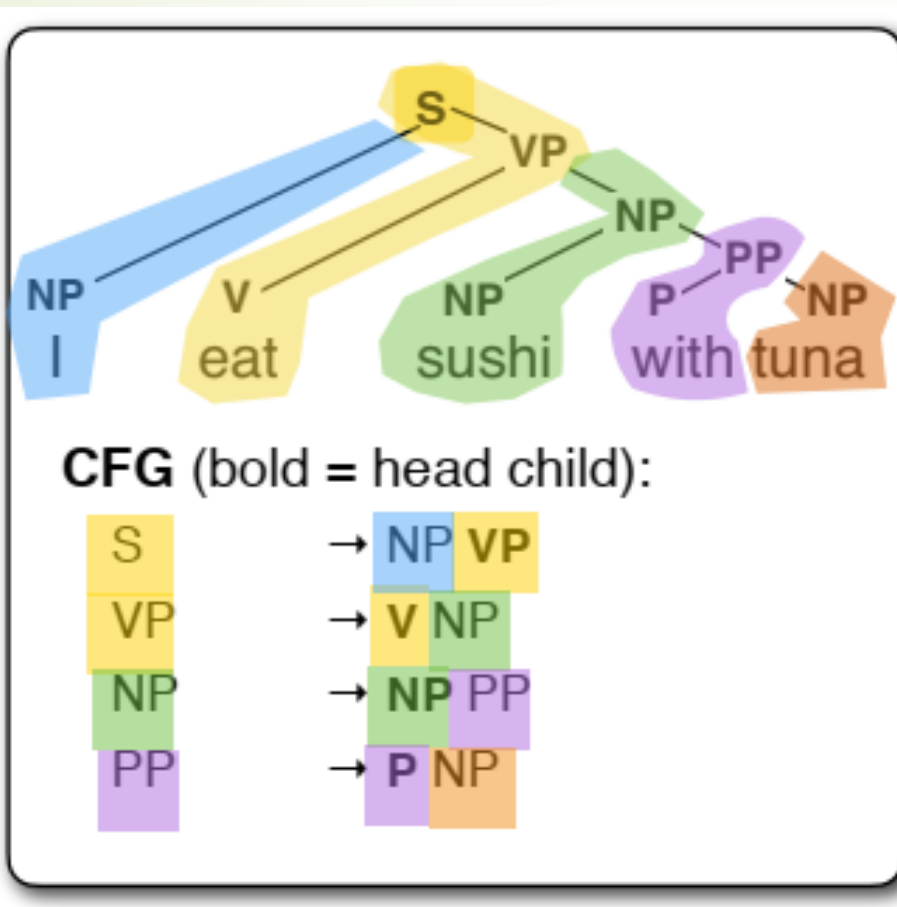 S
VP
NP
PP
NP V NP P NP
I eat sushi with tuna
CFG (bold = head child):
S → NP VP
VP → V NP
NP → NP PP
PP → P NP